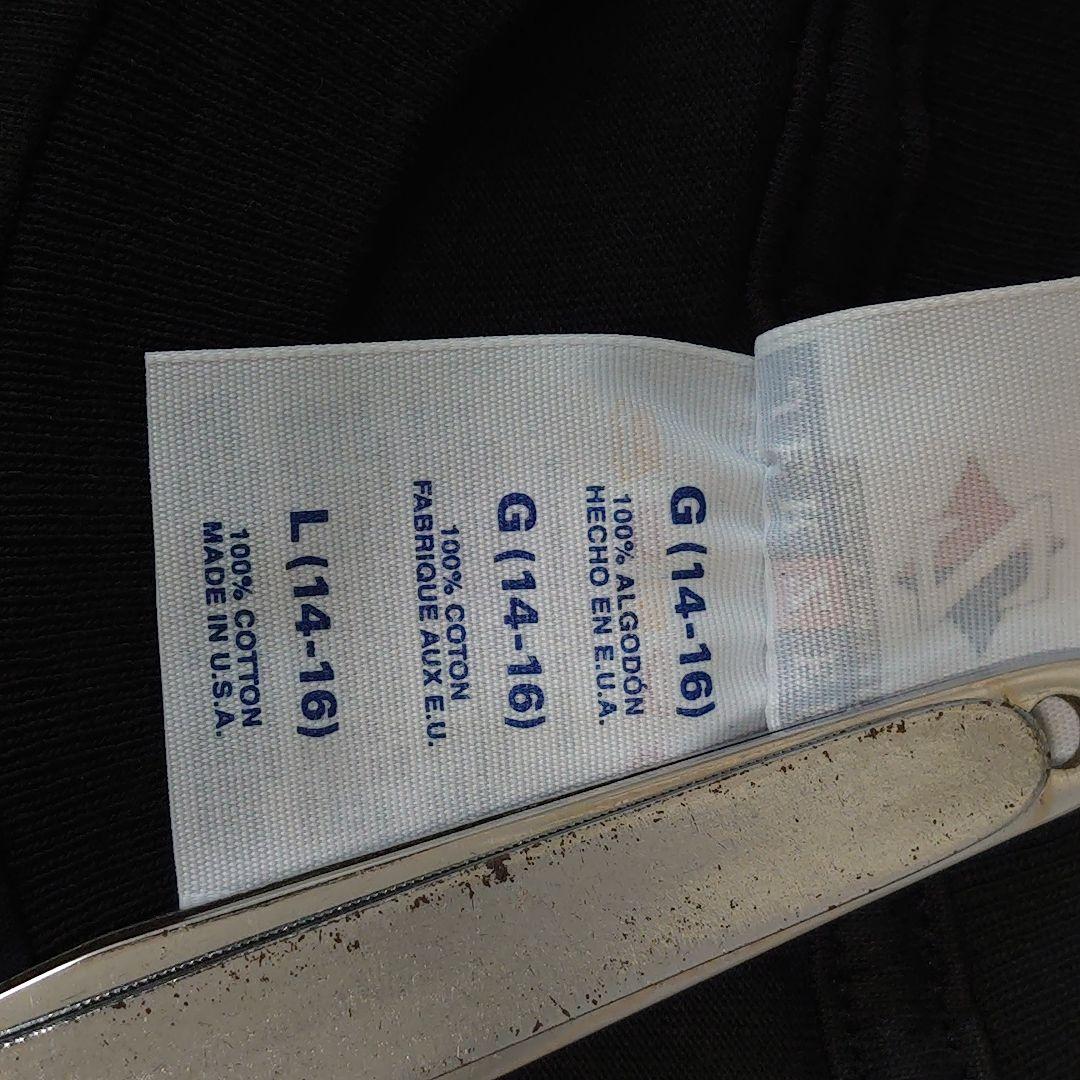 G (14-16)
100% ALGODÓN
HECHO EN E.U.A.
G (14-16)
100% COTON
FABRIQUE AUX E.U.
L (14-16)
100% COTTON
MADE IN U.S.A.